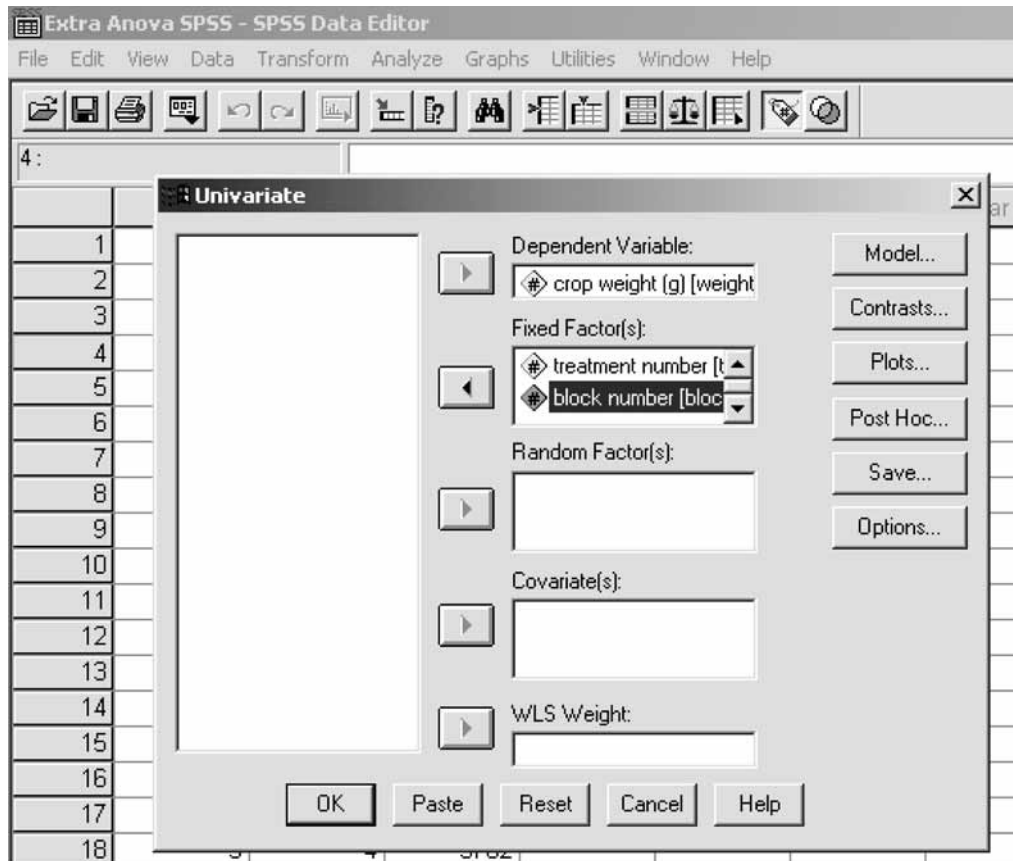 Extra Anova SPSS - SPSS Data Editor
File Edit View Data Transform Analyze Graphs Utilities Window Help
4 :
Univariate
ar
1
2
3
4
5
6
7
8
9
10
11
12
13
14
15
16
17
18
Dependent Variable:
crop weight (g) [weight
Fixed Factor(s):
treatment number [t
block number [bloc
Random Factor(s):
Covariate(s):
WLS Weight:
Model...
Contrasts...
Plots...
Post Hoc...
Save...
Options...
OK Paste Reset Cancel Help